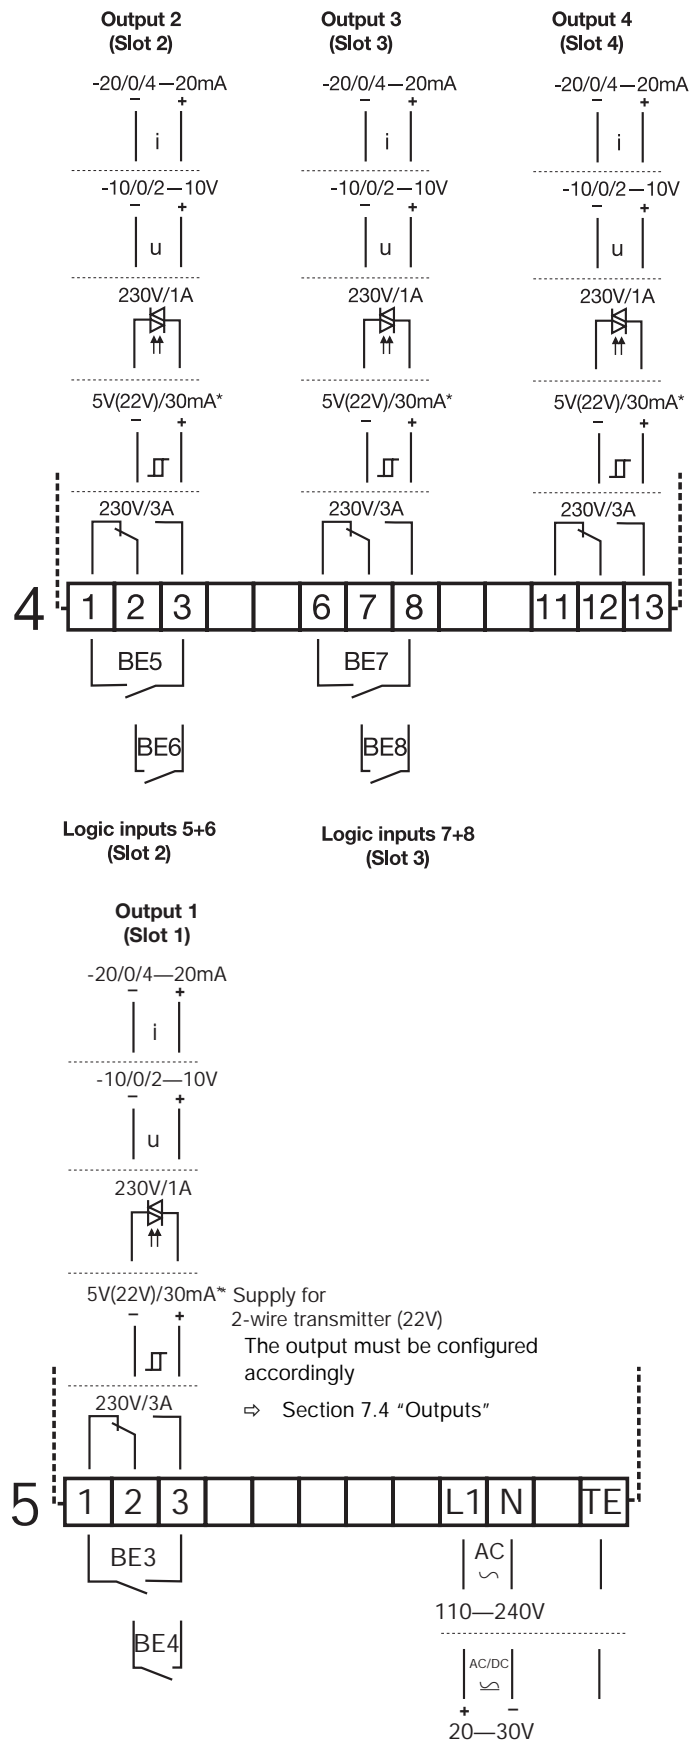 Output 2 Output 3 Output 4
(Slot 2) (Slot 3) (Slot 4)
-20/0/4—20mA -20/0/4—20mA -20/0/4—20mA
– + – + – +
i i i
-10/0/2—10V -10/0/2—10V -10/0/2—10V
– + – + – +
u u u
230V/1A 230V/1A 230V/1A
5V(22V)/30mA* 5V(22V)/30mA* 5V(22V)/30mA*
– + – + – +
230V/3A 230V/3A 230V/3A
4 1 2 3 6 7 8 11 12 13
BE5 BE7
BE6 BE8
Logic inputs 5+6 Logic inputs 7+8
(Slot 2) (Slot 3)
Output 1
(Slot 1)
-20/0/4—20mA
– +
i
-10/0/2—10V
– +
u
230V/1A
5V(22V)/30mA* * Supply for
– + 2-wire transmitter (22V)
The output must be configured
accordingly
230V/3A ⇨ Section 7.4 "Outputs"
5 1 2 3 L1 N TE
BE3 AC
110—240V
BE4
AC/DC
+ –
20—30V